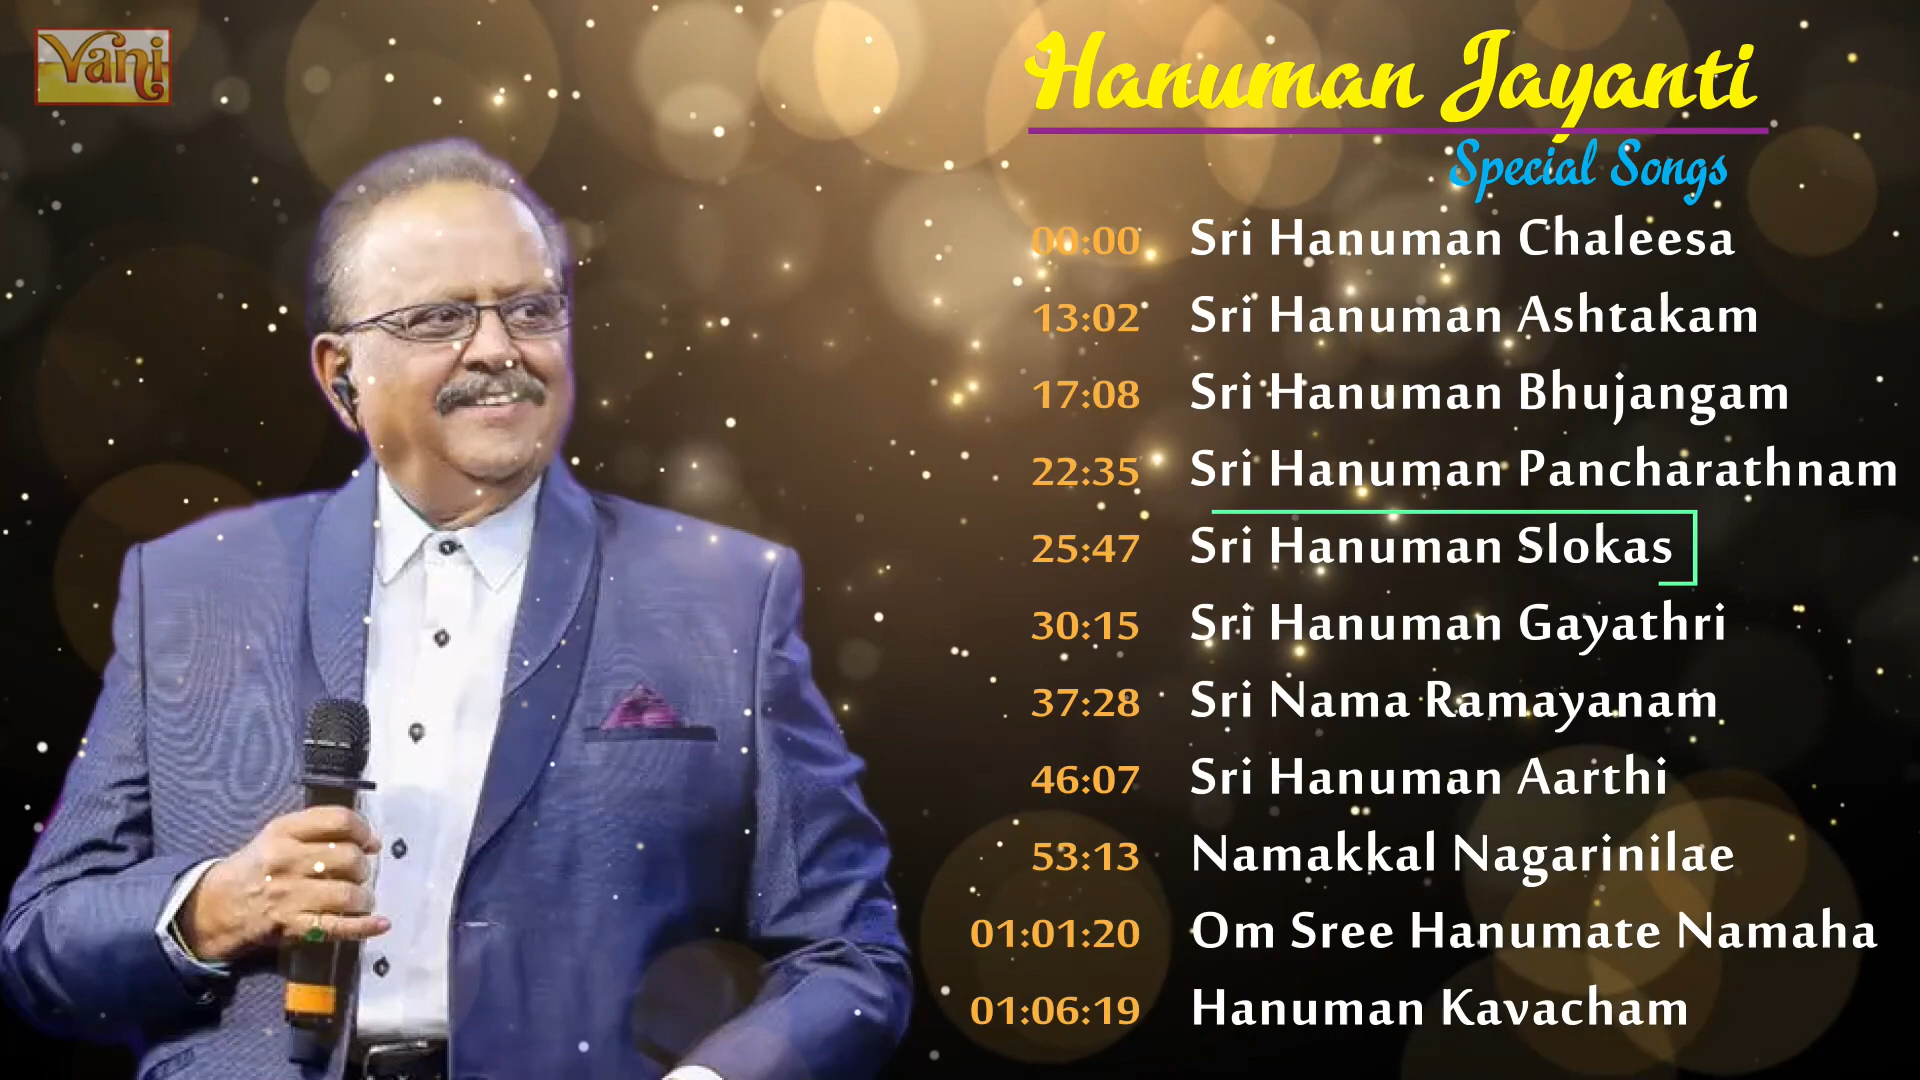 Vani
Hanuman Jayanti
Special Songs
00:00 Sri Hanuman Chaleesa
13:02 Sri Hanuman Ashtakam
17:08 Sri Hanuman Bhujangam
22:35 Sri Hanuman Pancharathnam
25:47 Sri Hanuman Slokas
30:15 Sri Hanuman Gayathri
37:28 Sri Nama Ramayanam
46:07 Sri Hanuman Aarthi
53:13 Namakkal Nagarinilae
01:01:20 Om Sree Hanumate Namaha
01:06:19 Hanuman Kavacham